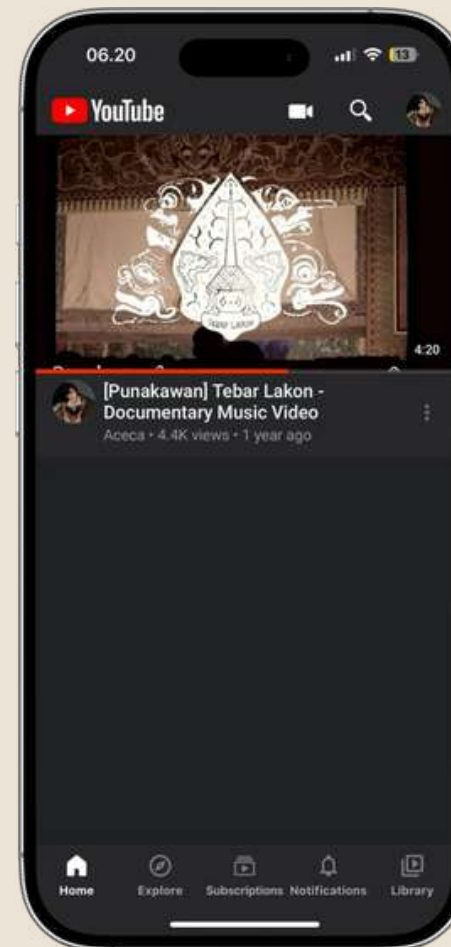 06.20
13
YouTube
TEBAR LAKON
4:20
[Punakawan] Tebar Lakon -
Documentary Music Video
Aceca • 4.4K views • 1 year ago
Home
Explore
Subscriptions
Notifications
Library